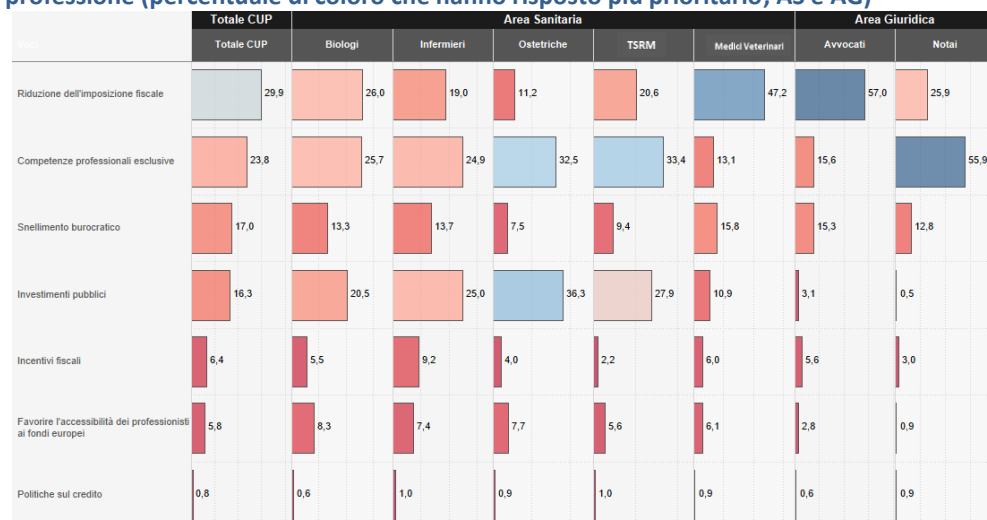 professione (percentuale di coloro che hanno risposto più prioritario; AS e AG)
Totale CUP Area Sanitaria Area Giuridica
Voci Totale CUP Biologi Infermieri Ostetriche TSRM Medici Veterinari Avvocati Notai
Riduzione dell'imposizione fiscale 29,9 26,0 19,0 11,2 20,6 47,2 57,0 25,9
Competenze professionali esclusive 23,8 25,7 24,9 32,5 33,4 13,1 15,6 55,9
Snellimento burocratico 17,0 13,3 13,7 7,5 9,4 15,8 15,3 12,8
Investimenti pubblici 16,3 20,5 25,0 36,3 27,9 10,9 3,1 0,5
Incentivi fiscali 6,4 5,5 9,2 4,0 2,2 6,0 5,6 3,0
Favorire l'accessibilità dei professionisti
ai fondi europei 5,8 8,3 7,4 7,7 5,6 6,1 2,8 0,9
Politiche sul credito 0,8 0,6 1,0 0,9 1,0 0,9 0,6 0,9